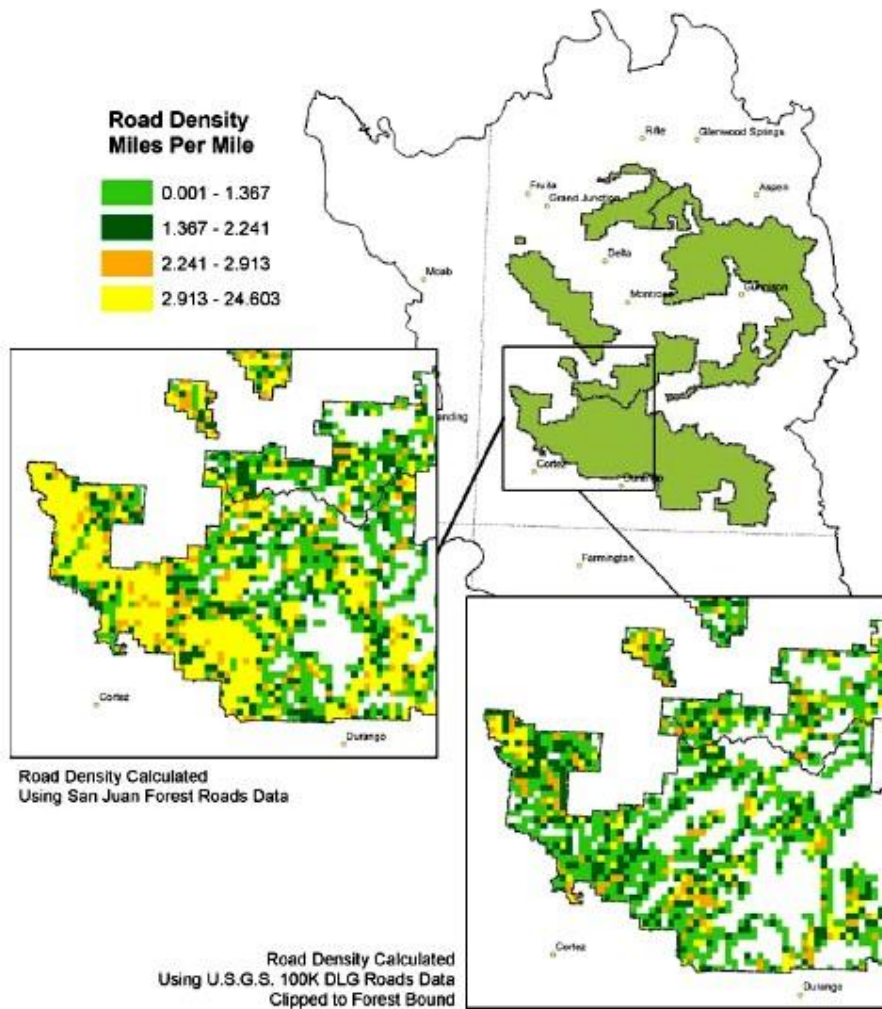 Road Density
Miles Per Mile
0.001 - 1.367
1.367 - 2.241
2.241 - 2.913
2.913 - 24.603
Rifle
Glenwood Springs
Fruita
Grand Junction
Aspen
Delta
Moab
Montrose
Gunnison
anding
Cortez
Durango
Farmington
Cortez
Durango
Road Density Calculated
Using San Juan Forest Roads Data
Cortez
Durango
Road Density Calculated
Using U.S.G.S. 100K DLG Roads Data
Clipped to Forest Bound